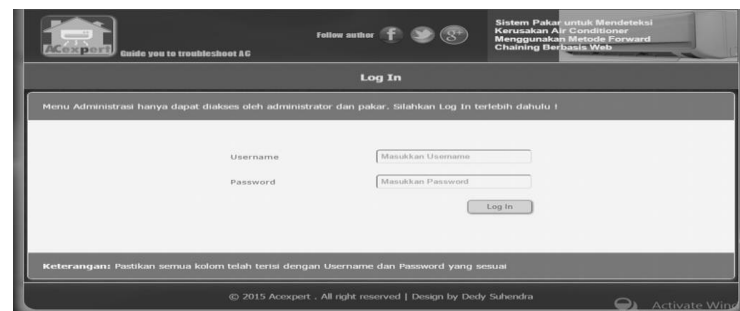 ACexpert
Guide you to troubleshoot AC
Follow author
Sistem Pakar untuk Mendeteksi
Kerusakan Air Conditioner
Menggunakan Metode Forward
Chaining Berbasis Web
Log In
Menu Administrasi hanya dapat diakses oleh administrator dan pakar. Silahkan Log In terlebih dahulu !
Username
Masukkan Username
Password
Masukkan Password
Log In
Keterangan: Pastikan semua kolom telah terisi dengan Username dan Password yang sesuai
© 2015 Acexpert . All right reserved | Design by Dedy Suhendra
Activate Wind